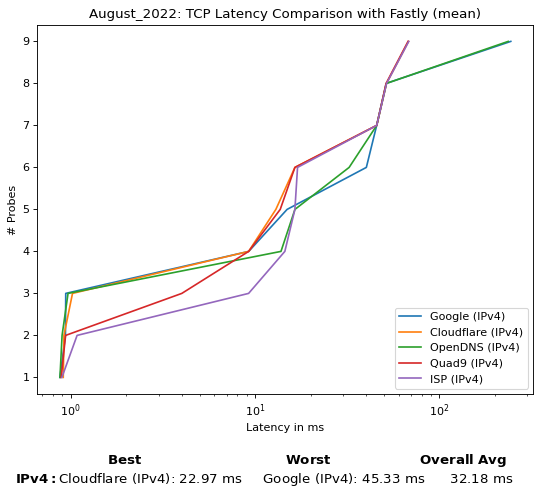 August_2022: TCP Latency Comparison with Fastly (mean)
9
8
7
6
5
4
3
2
1
# Probes
Google (IPv4)
Cloudflare (IPv4)
OpenDNS (IPv4)
Quad9 (IPv4)
ISP (IPv4)
10⁰ 10¹ 10²
Latency in ms
Best Worst Overall Avg
IPv4: Cloudflare (IPv4): 22.97 ms Google (IPv4): 45.33 ms 32.18 ms